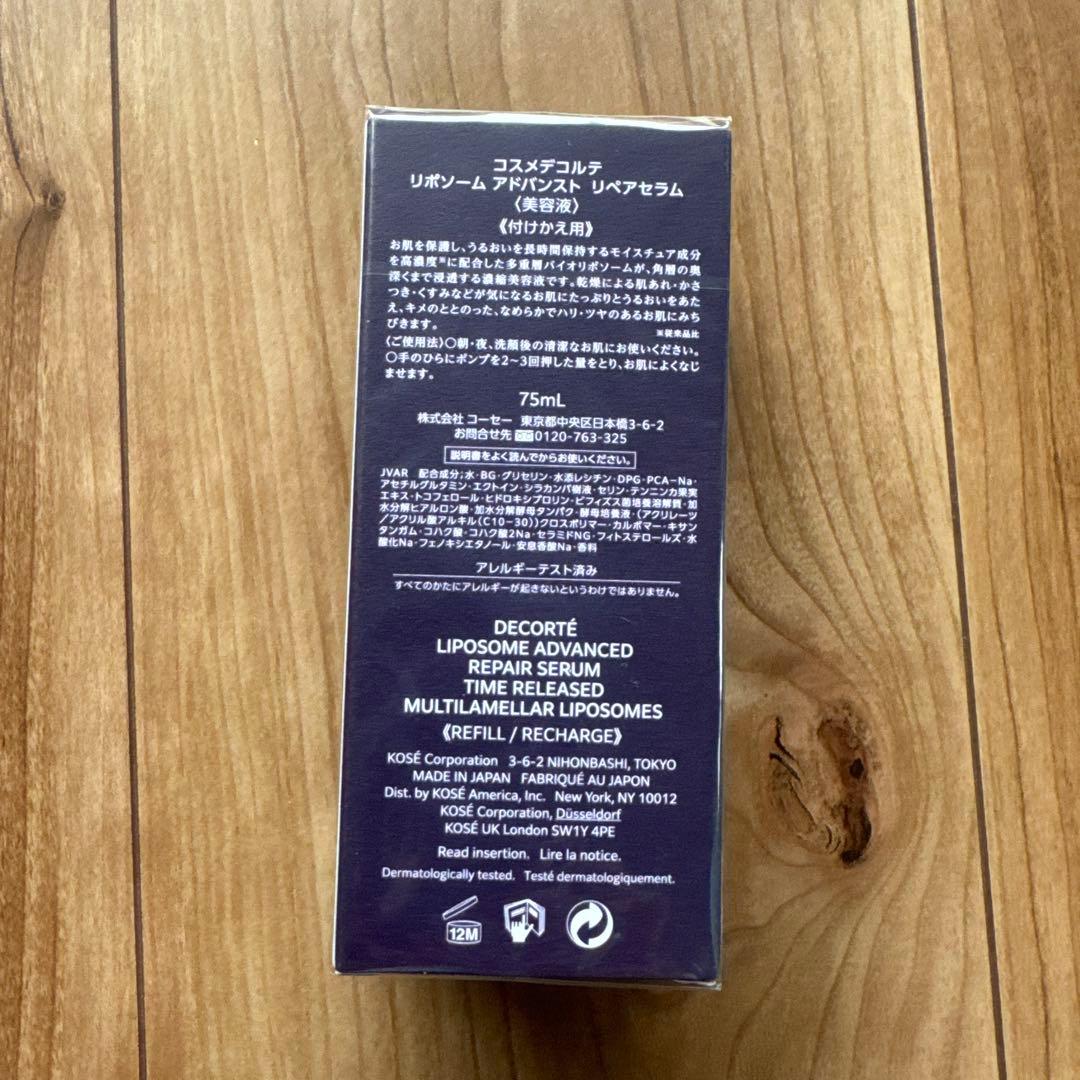 コスメデコルテ
リポソーム アドバンスト リペアセラム
〈美容液〉
《付けかえ用》
お肌を保護し、うるおいを長時間保持するモイスチュア成分
を高濃度※に配合した多重層バイオリポソームが、角層の奥
深くまで浸透する濃縮美容液です。乾燥による肌あれ・かさ
つき・くすみなどが気になるお肌にたっぷりとうるおいをあた
え、キメのととのった、なめらかでハリ・ツヤのあるお肌にみち
びきます。
※従来品比
〈ご使用法〉○朝・夜、洗顔後の清潔なお肌にお使いください。
○手のひらにポンプを2～3回押した量をとり、お肌によくなじ
ませます。
75mL
株式会社 コーセー 東京都中央区日本橋3-6-2
お問合せ先 0120-763-325
説明書をよく読んでからお使いください。
JVAR 配合成分;水・BG・グリセリン・水添レシチン・DPG・PCA-Na・
アセチルグルタミン・エクトイン・シラカンバ樹液・セリン・テンニンカ果実
エキス・トコフェロール・ヒドロキシプロリン・ビフィズス菌培養溶解質・加
水分解ヒアルロン酸・加水分解酵母タンパク・酵母培養液・(アクリレーツ
/アクリル酸アルキル(C10-30))クロスポリマー・カルボマー・キサン
タンガム・コハク酸・コハク酸2Na・セラミドNG・フィトステロールズ・水
酸化Na・フェノキシエタノール・安息香酸Na・香料
アレルギーテスト済み
すべてのかたにアレルギーが起きないというわけではありません。
DECORTÉ
LIPOSOME ADVANCED
REPAIR SERUM
TIME RELEASED
MULTILAMELLAR LIPOSOMES
《REFILL / RECHARGE》
KOSÉ Corporation 3-6-2 NIHONBASHI, TOKYO
MADE IN JAPAN FABRIQUÉ AU JAPON
Dist. by KOSÉ America, Inc. New York, NY 10012
KOSÉ Corporation, Düsseldorf
KOSÉ UK London SW1Y 4PE
Read insertion. Lire la notice.
Dermatologically tested. Testé dermatologiquement.
12M